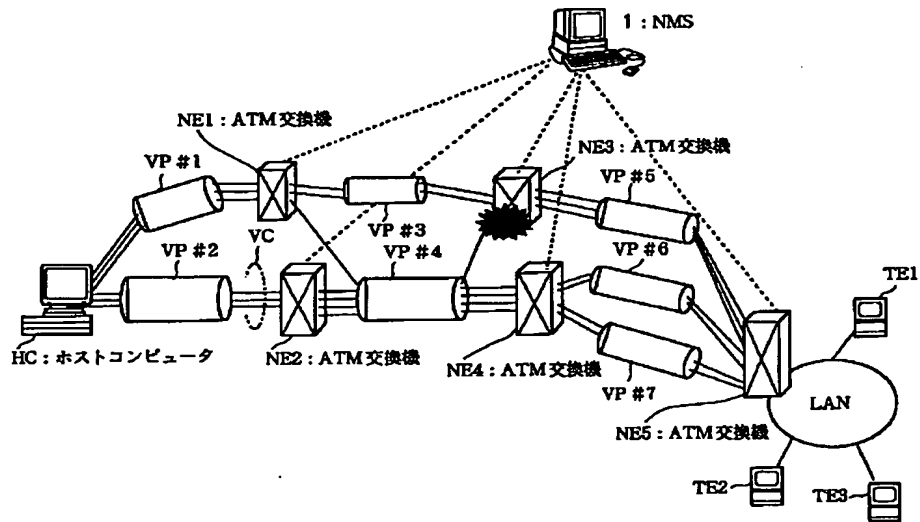 1 : NMS
NE1 : ATM交換機
NE3 : ATM交換機
VP #1
VP #5
VP #3
VC
VP #2
VP #4
VP #6
TE1
HC : ホストコンピュータ
NE2 : ATM交換機
NE4 : ATM交換機
VP #7
LAN
NE5 : ATM交換機
TE2
TE3